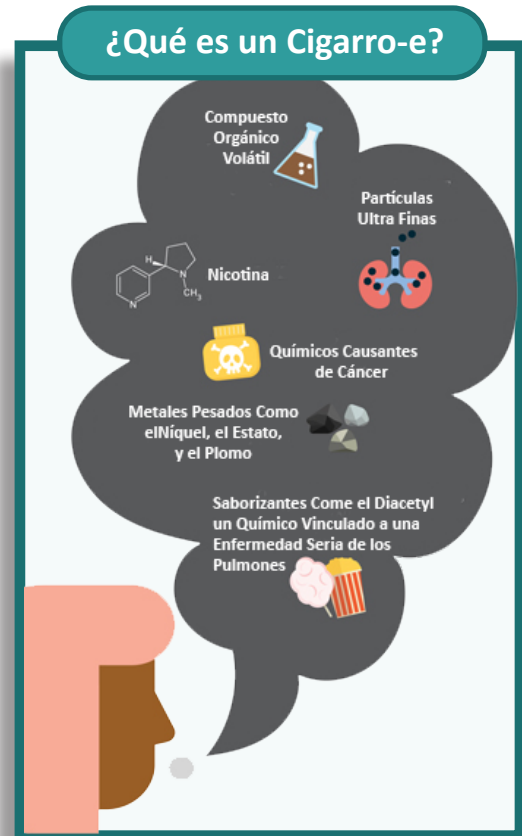 ¿Qué es un Cigarro-e?
Compuesto
Orgánico
Volátil
Partículas
Ultra Finas
H
N
CH₃
N
Nicotina
Químicos Causantes
de Cáncer
Metales Pesados Como
elNíquel, el Estato,
y el Plomo
Saborizantes Come el Diacetyl
un Químico Vinculado a una
Enfermedad Seria de los
Pulmones